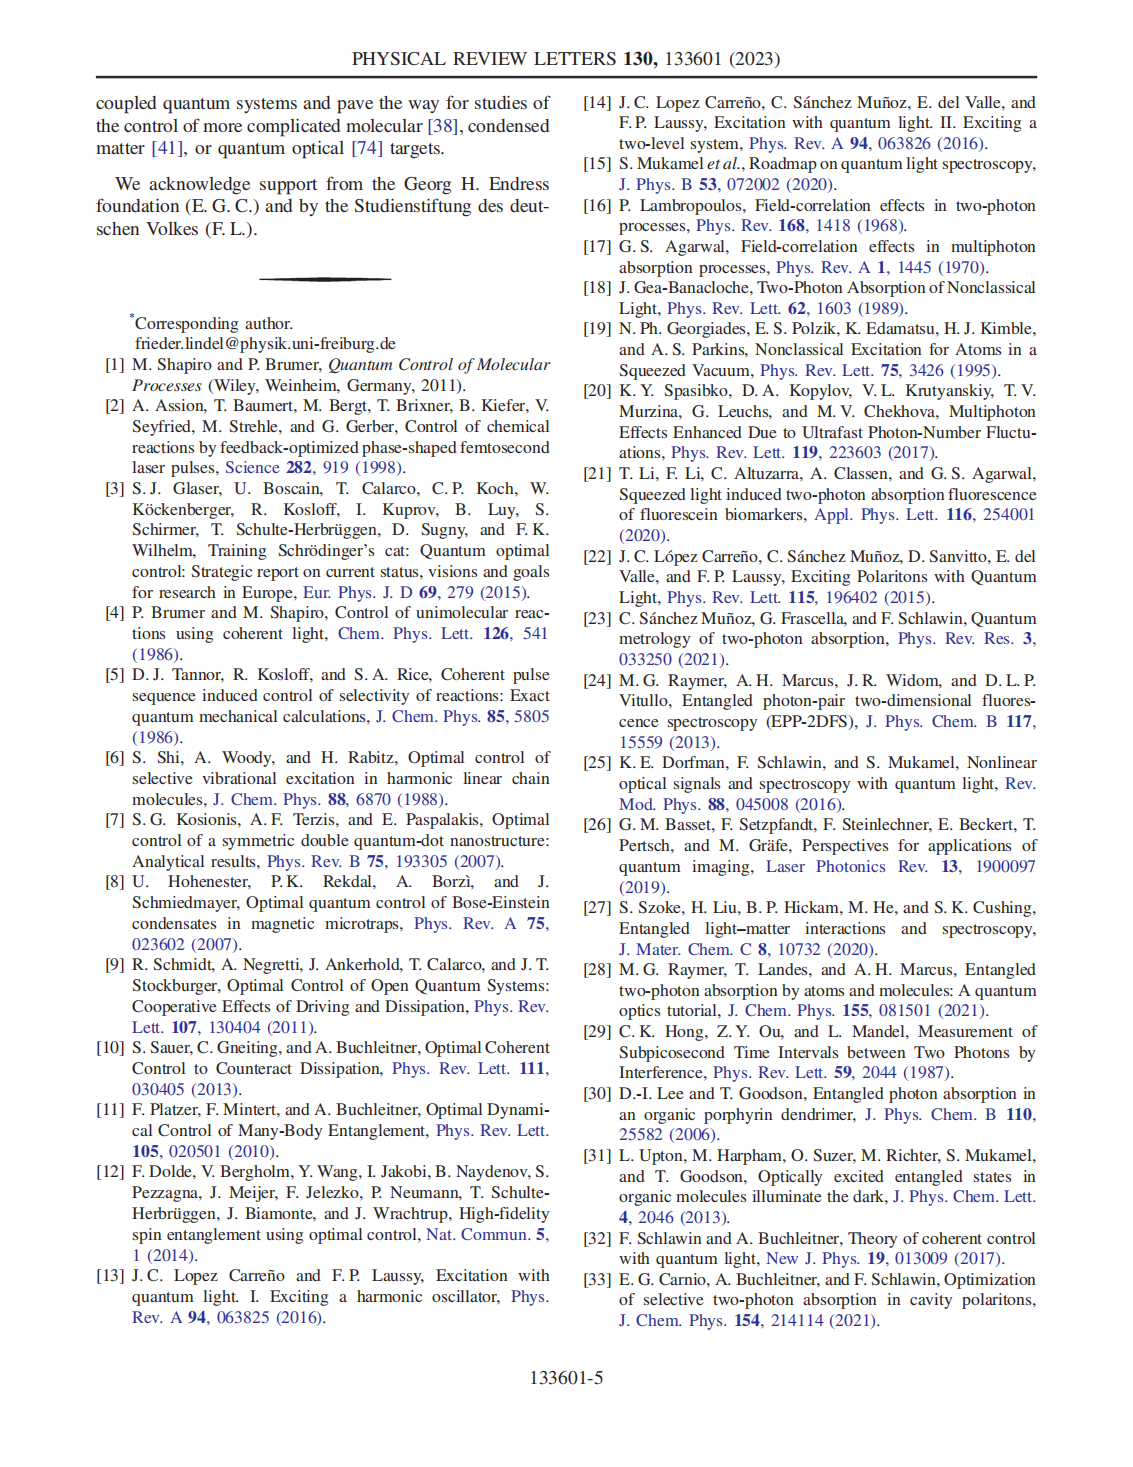 PHYSICAL REVIEW LETTERS 130, 133601 (2023)
coupled quantum systems and pave the way for studies of
the control of more complicated molecular [38], condensed
matter [41], or quantum optical [74] targets.
We acknowledge support from the Georg H. Endress
foundation (E. G. C.) and by the Studienstiftung des deut-
schen Volkes (F. L.).
*Corresponding author.
frieder.lindel@physik.uni-freiburg.de
[1] M. Shapiro and P. Brumer, Quantum Control of Molecular
Processes (Wiley, Weinheim, Germany, 2011).
[2] A. Assion, T. Baumert, M. Bergt, T. Brixner, B. Kiefer, V.
Seyfried, M. Strehle, and G. Gerber, Control of chemical
reactions by feedback-optimized phase-shaped femtosecond
laser pulses, Science 282, 919 (1998).
[3] S. J. Glaser, U. Boscain, T. Calarco, C. P. Koch, W.
Köckenberger, R. Kosloff, I. Kuprov, B. Luy, S.
Schirmer, T. Schulte-Herbrüggen, D. Sugny, and F. K.
Wilhelm, Training Schrödinger's cat: Quantum optimal
control: Strategic report on current status, visions and goals
for research in Europe, Eur. Phys. J. D 69, 279 (2015).
[4] P. Brumer and M. Shapiro, Control of unimolecular reac-
tions using coherent light, Chem. Phys. Lett. 126, 541
(1986).
[5] D. J. Tannor, R. Kosloff, and S. A. Rice, Coherent pulse
sequence induced control of selectivity of reactions: Exact
quantum mechanical calculations, J. Chem. Phys. 85, 5805
(1986).
[6] S. Shi, A. Woody, and H. Rabitz, Optimal control of
selective vibrational excitation in harmonic linear chain
molecules, J. Chem. Phys. 88, 6870 (1988).
[7] S. G. Kosionis, A. F. Terzis, and E. Paspalakis, Optimal
control of a symmetric double quantum-dot nanostructure:
Analytical results, Phys. Rev. B 75, 193305 (2007).
[8] U. Hohenester, P. K. Rekdal, A. Borzì, and J.
Schmiedmayer, Optimal quantum control of Bose-Einstein
condensates in magnetic microtraps, Phys. Rev. A 75,
023602 (2007).
[9] R. Schmidt, A. Negretti, J. Ankerhold, T. Calarco, and J. T.
Stockburger, Optimal Control of Open Quantum Systems:
Cooperative Effects of Driving and Dissipation, Phys. Rev.
Lett. 107, 130404 (2011).
[10] S. Sauer, C. Gneiting, and A. Buchleitner, Optimal Coherent
Control to Counteract Dissipation, Phys. Rev. Lett. 111,
030405 (2013).
[11] F. Platzer, F. Mintert, and A. Buchleitner, Optimal Dynami-
cal Control of Many-Body Entanglement, Phys. Rev. Lett.
105, 020501 (2010).
[12] F. Dolde, V. Bergholm, Y. Wang, I. Jakobi, B. Naydenov, S.
Pezzagna, J. Meijer, F. Jelezko, P. Neumann, T. Schulte-
Herbrüggen, J. Biamonte, and J. Wrachtrup, High-fidelity
spin entanglement using optimal control, Nat. Commun. 5,
1 (2014).
[13] J. C. Lopez Carreño and F. P. Laussy, Excitation with
quantum light. I. Exciting a harmonic oscillator, Phys.
Rev. A 94, 063825 (2016).
[14] J. C. Lopez Carreño, C. Sánchez Muñoz, E. del Valle, and
F. P. Laussy, Excitation with quantum light. II. Exciting a
two-level system, Phys. Rev. A 94, 063826 (2016).
[15] S. Mukamel et al., Roadmap on quantum light spectroscopy,
J. Phys. B 53, 072002 (2020).
[16] P. Lambropoulos, Field-correlation effects in two-photon
processes, Phys. Rev. 168, 1418 (1968).
[17] G. S. Agarwal, Field-correlation effects in multiphoton
absorption processes, Phys. Rev. A 1, 1445 (1970).
[18] J. Gea-Banacloche, Two-Photon Absorption of Nonclassical
Light, Phys. Rev. Lett. 62, 1603 (1989).
[19] N. Ph. Georgiades, E. S. Polzik, K. Edamatsu, H. J. Kimble,
and A. S. Parkins, Nonclassical Excitation for Atoms in a
Squeezed Vacuum, Phys. Rev. Lett. 75, 3426 (1995).
[20] K. Y. Spasibko, D. A. Kopylov, V. L. Krutyanskiy, T. V.
Murzina, G. Leuchs, and M. V. Chekhova, Multiphoton
Effects Enhanced Due to Ultrafast Photon-Number Fluctu-
ations, Phys. Rev. Lett. 119, 223603 (2017).
[21] T. Li, F. Li, C. Altuzarra, A. Classen, and G. S. Agarwal,
Squeezed light induced two-photon absorption fluorescence
of fluorescein biomarkers, Appl. Phys. Lett. 116, 254001
(2020).
[22] J. C. López Carreño, C. Sánchez Muñoz, D. Sanvitto, E. del
Valle, and F. P. Laussy, Exciting Polaritons with Quantum
Light, Phys. Rev. Lett. 115, 196402 (2015).
[23] C. Sánchez Muñoz, G. Frascella, and F. Schlawin, Quantum
metrology of two-photon absorption, Phys. Rev. Res. 3,
033250 (2021).
[24] M. G. Raymer, A. H. Marcus, J. R. Widom, and D. L. P.
Vitullo, Entangled photon-pair two-dimensional fluores-
cence spectroscopy (EPP-2DFS), J. Phys. Chem. B 117,
15559 (2013).
[25] K. E. Dorfman, F. Schlawin, and S. Mukamel, Nonlinear
optical signals and spectroscopy with quantum light, Rev.
Mod. Phys. 88, 045008 (2016).
[26] G. M. Basset, F. Setzpfandt, F. Steinlechner, E. Beckert, T.
Pertsch, and M. Gräfe, Perspectives for applications of
quantum imaging, Laser Photonics Rev. 13, 1900097
(2019).
[27] S. Szoke, H. Liu, B. P. Hickam, M. He, and S. K. Cushing,
Entangled light–matter interactions and spectroscopy,
J. Mater. Chem. C 8, 10732 (2020).
[28] M. G. Raymer, T. Landes, and A. H. Marcus, Entangled
two-photon absorption by atoms and molecules: A quantum
optics tutorial, J. Chem. Phys. 155, 081501 (2021).
[29] C. K. Hong, Z. Y. Ou, and L. Mandel, Measurement of
Subpicosecond Time Intervals between Two Photons by
Interference, Phys. Rev. Lett. 59, 2044 (1987).
[30] D.-I. Lee and T. Goodson, Entangled photon absorption in
an organic porphyrin dendrimer, J. Phys. Chem. B 110,
25582 (2006).
[31] L. Upton, M. Harpham, O. Suzer, M. Richter, S. Mukamel,
and T. Goodson, Optically excited entangled states in
organic molecules illuminate the dark, J. Phys. Chem. Lett.
4, 2046 (2013).
[32] F. Schlawin and A. Buchleitner, Theory of coherent control
with quantum light, New J. Phys. 19, 013009 (2017).
[33] E. G. Carnio, A. Buchleitner, and F. Schlawin, Optimization
of selective two-photon absorption in cavity polaritons,
J. Chem. Phys. 154, 214114 (2021).
133601-5